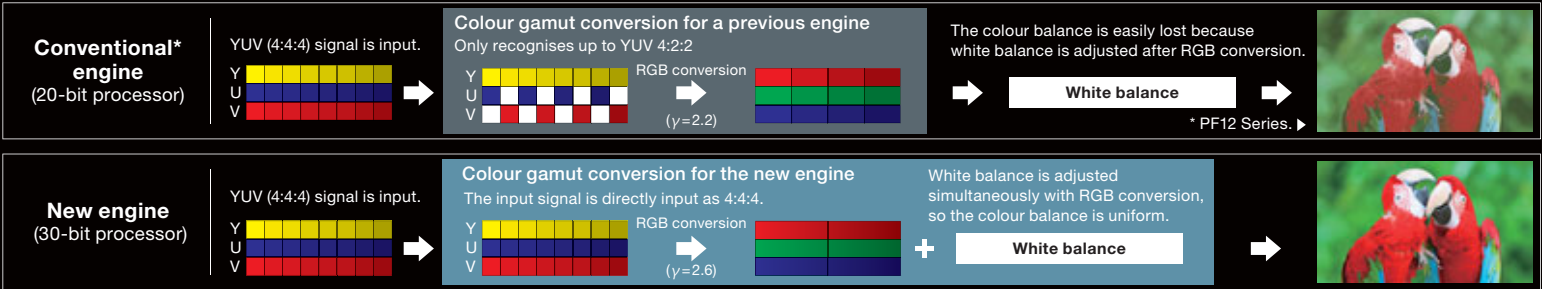 Conventional*
engine
(20-bit processor)
YUV (4:4:4) signal is input.
Y
U
V
Colour gamut conversion for a previous engine
Only recognises up to YUV 4:2:2
Y
U
V
RGB conversion
(γ=2.2)
The colour balance is easily lost because
white balance is adjusted after RGB conversion.
White balance
* PF12 Series. ▶
New engine
(30-bit processor)
YUV (4:4:4) signal is input.
Y
U
V
Colour gamut conversion for the new engine
The input signal is directly input as 4:4:4.
Y
U
V
RGB conversion
(γ=2.6)
White balance is adjusted
simultaneously with RGB conversion,
so the colour balance is uniform.
+
White balance